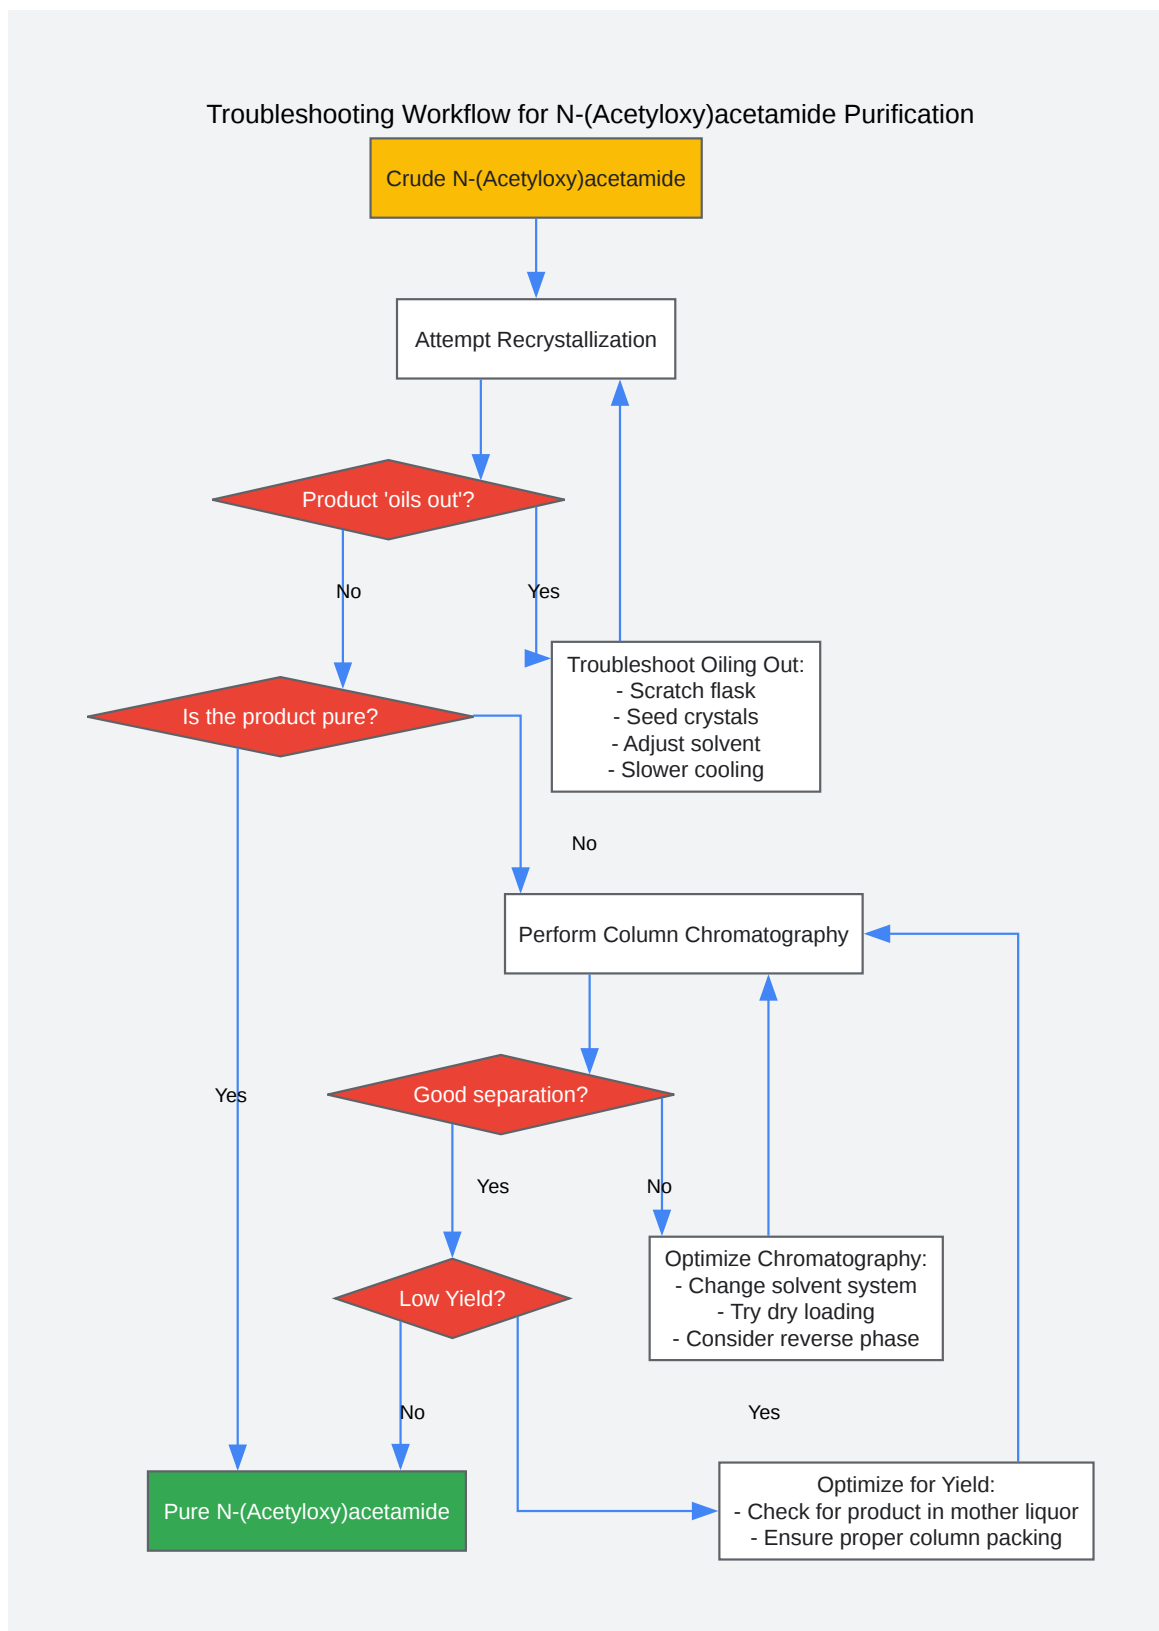 Troubleshooting Workflow for N-(Acetyloxy)acetamide Purification
Crude N-(Acetyloxy)acetamide
Attempt Recrystallization
Product 'oils out'?
No
Yes
Troubleshoot Oiling Out:
- Scratch flask
- Seed crystals
- Adjust solvent
- Slower cooling
Is the product pure?
No
Perform Column Chromatography
Yes
Good separation?
Yes
No
Optimize Chromatography:
- Change solvent system
- Try dry loading
- Consider reverse phase
Low Yield?
No
Yes
Optimize for Yield:
- Check for product in mother liquor
- Ensure proper column packing
Pure N-(Acetyloxy)acetamide